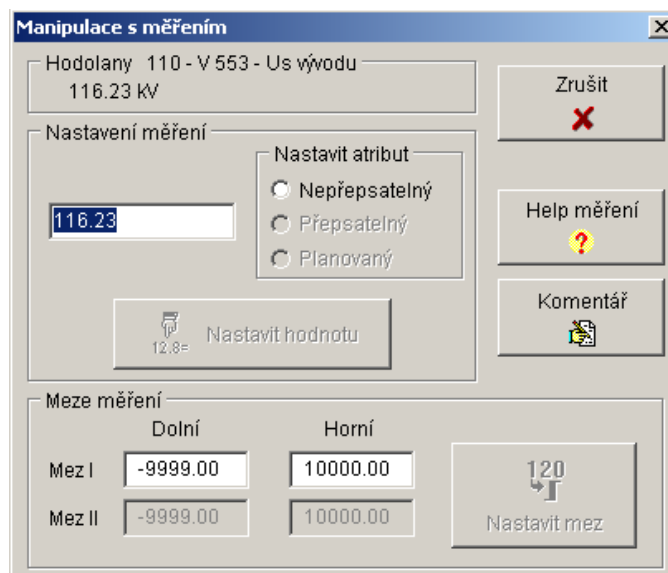 Manipulace s měřením
Hodolany 110 - V 553 - Us vývodu
116.23 kV
Zrušit
Nastavení měření
Nastavit atribut
Nepřepsatelný
116.23
Přepsatelný
Planovaný
Help měření
?
Komentář
12.8=
Nastavit hodnotu
Meze měření
Dolní Horní
Mez I -9999.00 10000.00
120
Mez II -9999.00 10000.00
Nastavit mez